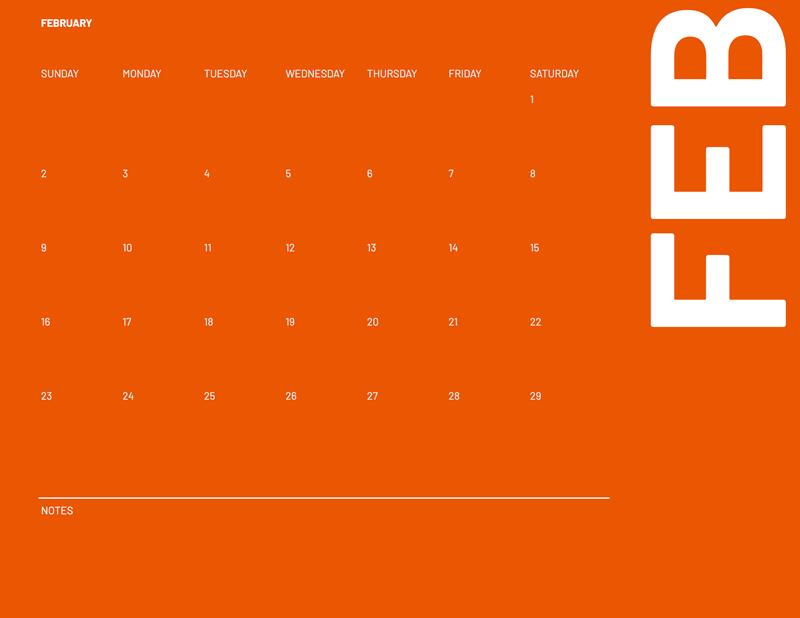 FEBRUARY
FEB
SUNDAY MONDAY TUESDAY WEDNESDAY THURSDAY FRIDAY SATURDAY
1
2 3 4 5 6 7 8
9 10 11 12 13 14 15
16 17 18 19 20 21 22
23 24 25 26 27 28 29
NOTES